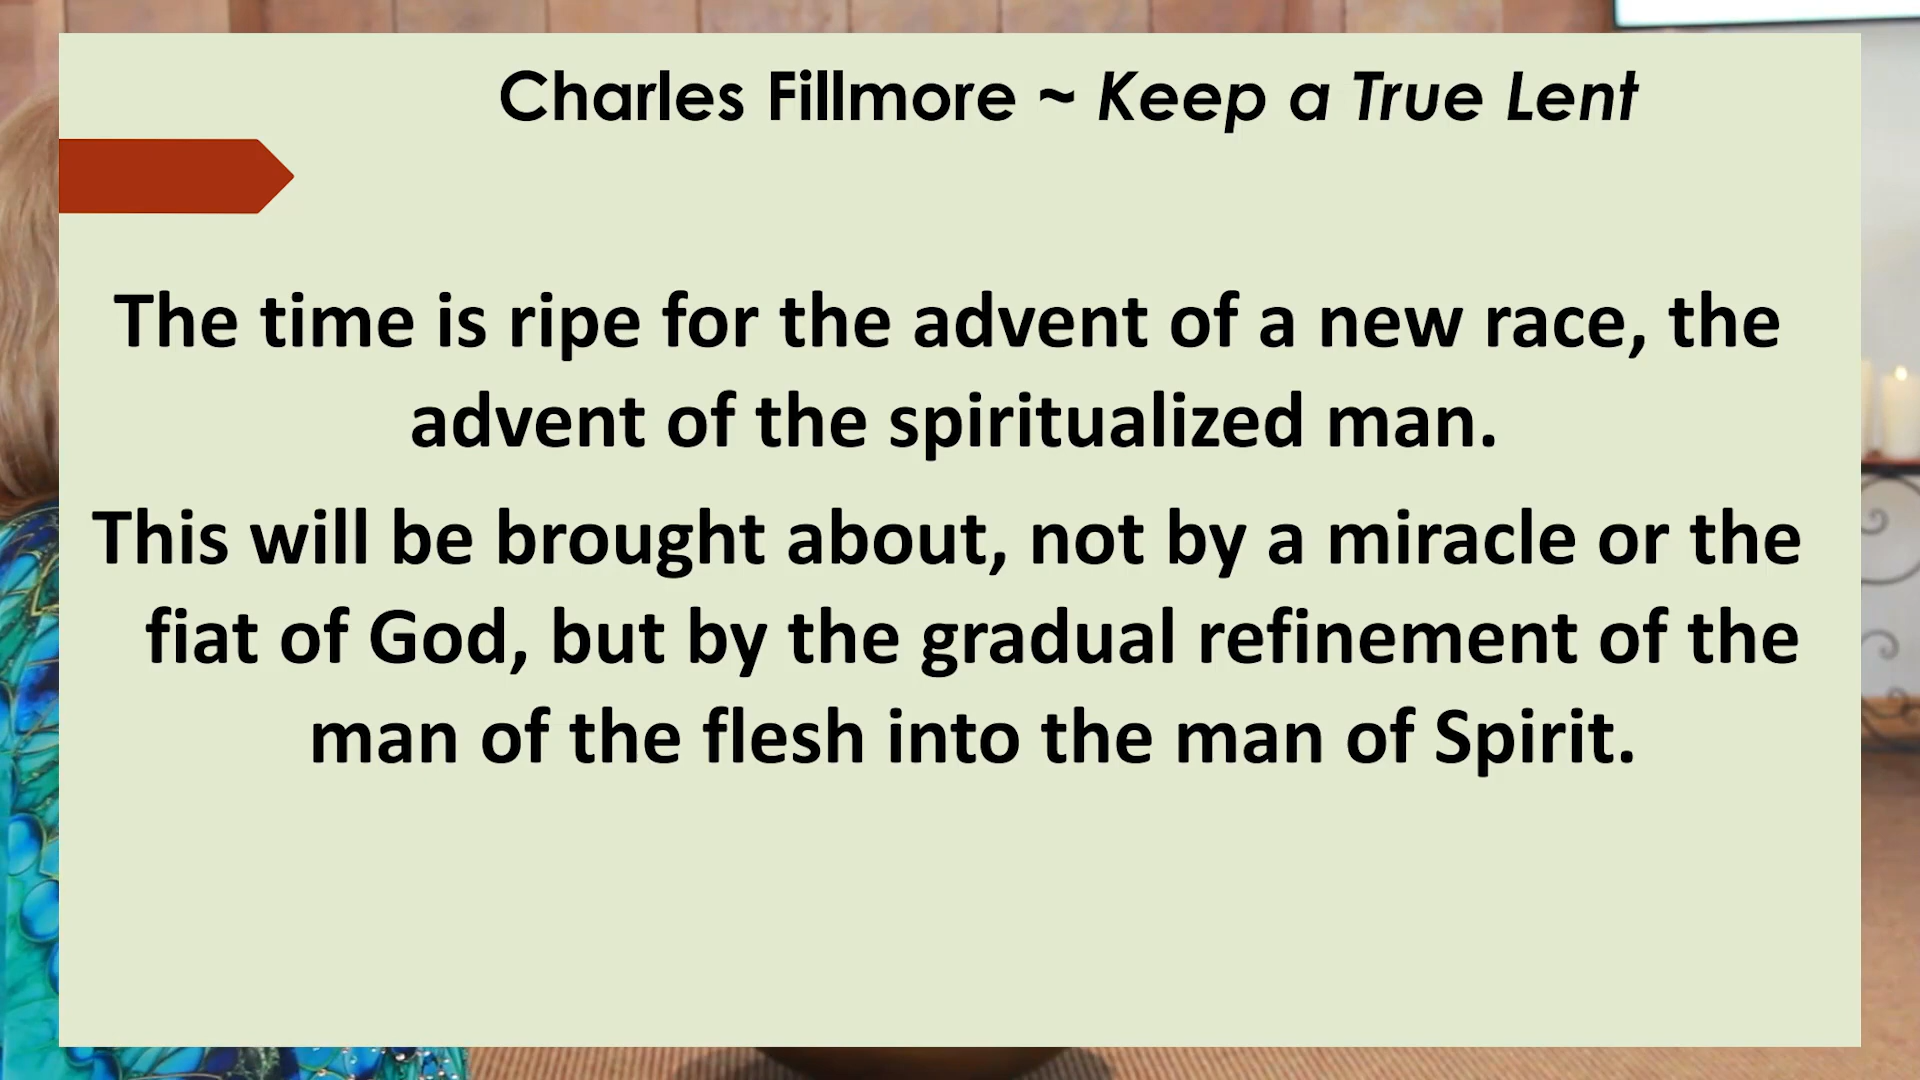 Charles Fillmore ~ Keep a True Lent
The time is ripe for the advent of a new race, the
advent of the spiritualized man.
This will be brought about, not by a miracle or the
fiat of God, but by the gradual refinement of the
man of the flesh into the man of Spirit.